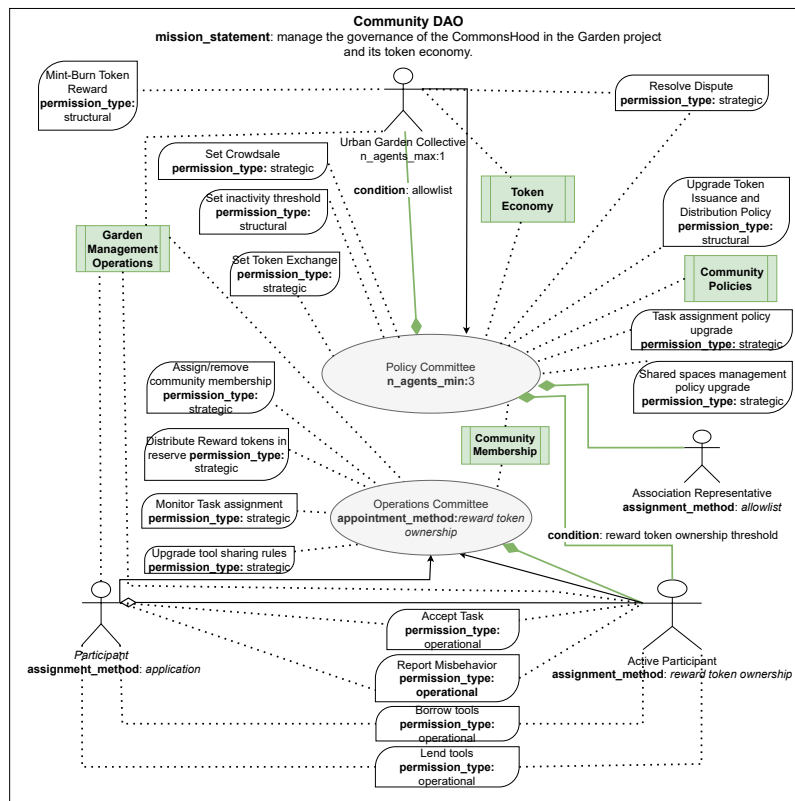 Community DAO
mission_statement: manage the governance of the CommonsHood in the Garden project
and its token economy.
Mint-Burn Token
Reward
permission_type:
structural
Resolve Dispute
permission_type: strategic
Urban Garden Collective
n_agents_max:1
Set Crowdsale
permission_type: strategic
condition: allowlist
Token
Economy
Set inactivity threshold
permission_type:
structural
Upgrade Token
Issuance and
Distribution Policy
permission_type:
structural
Garden
Management
Operations
Set Token Exchange
permission_type:
strategic
Community
Policies
Task assignment policy
upgrade
permission_type: strategic
Policy Committee
n_agents_min:3
Assign/remove
community membership
permission_type:
strategic
Shared spaces management
policy upgrade
permission_type: strategic
Community
Membership
Distribute Reward tokens in
reserve permission_type:
strategic
Association Representative
assignment_method: allowlist
Monitor Task assignment
permission_type: strategic
Operations Committee
appointment_method:reward token
ownership
condition: reward token ownership threshold
Upgrade tool sharing rules
permission_type: strategic
Accept Task
permission_type:
operational
Participant
assignment_method: application
Report Misbehavior
permission_type:
operational
Active Participant
assignment_method: reward token ownership
Borrow tools
permission_type:
operational
Lend tools
permission_type:
operational